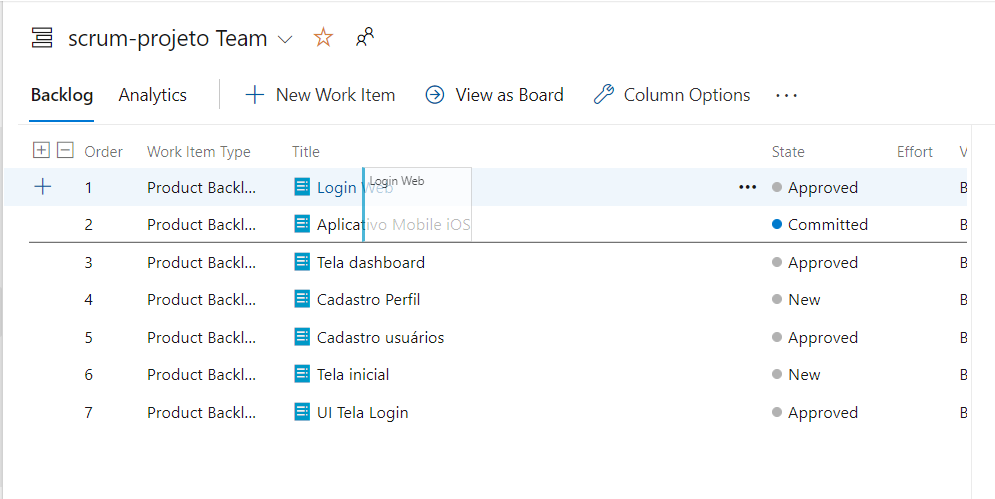 scrum-projeto Team
Backlog Analytics New Work Item View as Board Column Options
Order Work Item Type Title State Effort V
1 Product Backl... Login Web Login Web Approved B
2 Product Backl... Aplicativo Mobile iOS Committed B
3 Product Backl... Tela dashboard Approved B
4 Product Backl... Cadastro Perfil New B
5 Product Backl... Cadastro usuários Approved B
6 Product Backl... Tela inicial New B
7 Product Backl... UI Tela Login Approved B